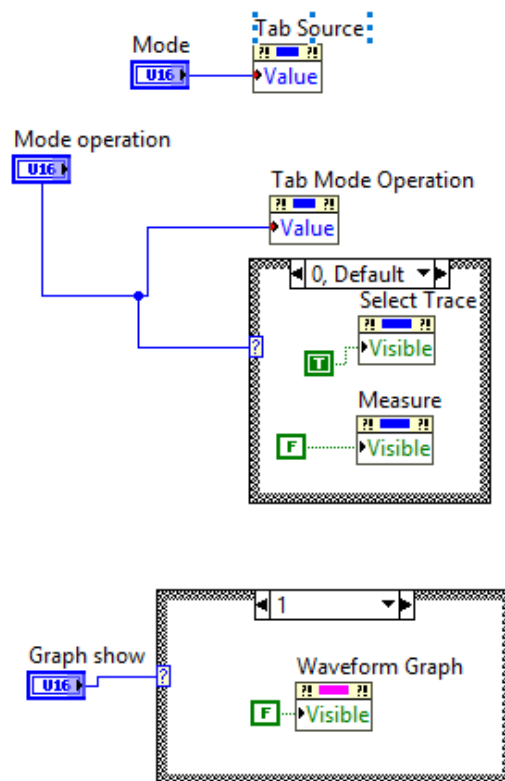 Tab Source
Mode
U16
?!
?!
Value
Mode operation
U16
Tab Mode Operation
?!
?!
Value
0, Default
Select Trace
?
?!
?!
Visible
T
Measure
?!
?!
Visible
F
1
Graph show
U16
?
Waveform Graph
?!
?!
Visible
F